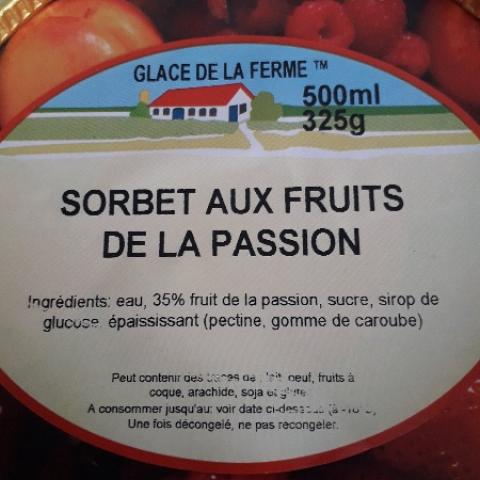 GLACE DE LA FERME ™
500ml
325g
SORBET AUX FRUITS
DE LA PASSION
Ingrédients: eau, 35% fruit de la passion, sucre, sirop de
glucose, épaississant (pectine, gomme de caroube)
Peut contenir des traces de lait, oeuf, fruits à
coque, arachide, soja et
A consommer jusqu'au: voir date ci-dessous
Une fois décongelé, ne pas recongeler.